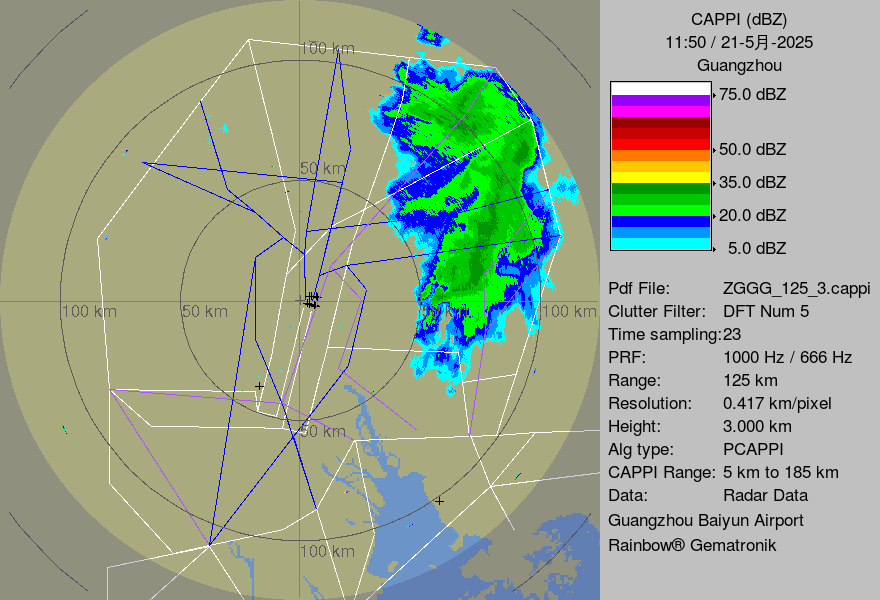 CAPPI (dBZ)
11:50 / 21-5月-2025
Guangzhou
75.0 dBZ
50.0 dBZ
35.0 dBZ
20.0 dBZ
5.0 dBZ
Pdf File: ZGGG_125_3.cappi
Clutter Filter: DFT Num 5
Time sampling:23
PRF: 1000 Hz / 666 Hz
Range: 125 km
Resolution: 0.417 km/pixel
Height: 3.000 km
Alg type: PCAPPI
CAPPI Range: 5 km to 185 km
Data: Radar Data
Guangzhou Baiyun Airport
Rainbow® Gematronik
100 km
50 km
100 km
50 km
100 km
50 km
100 km